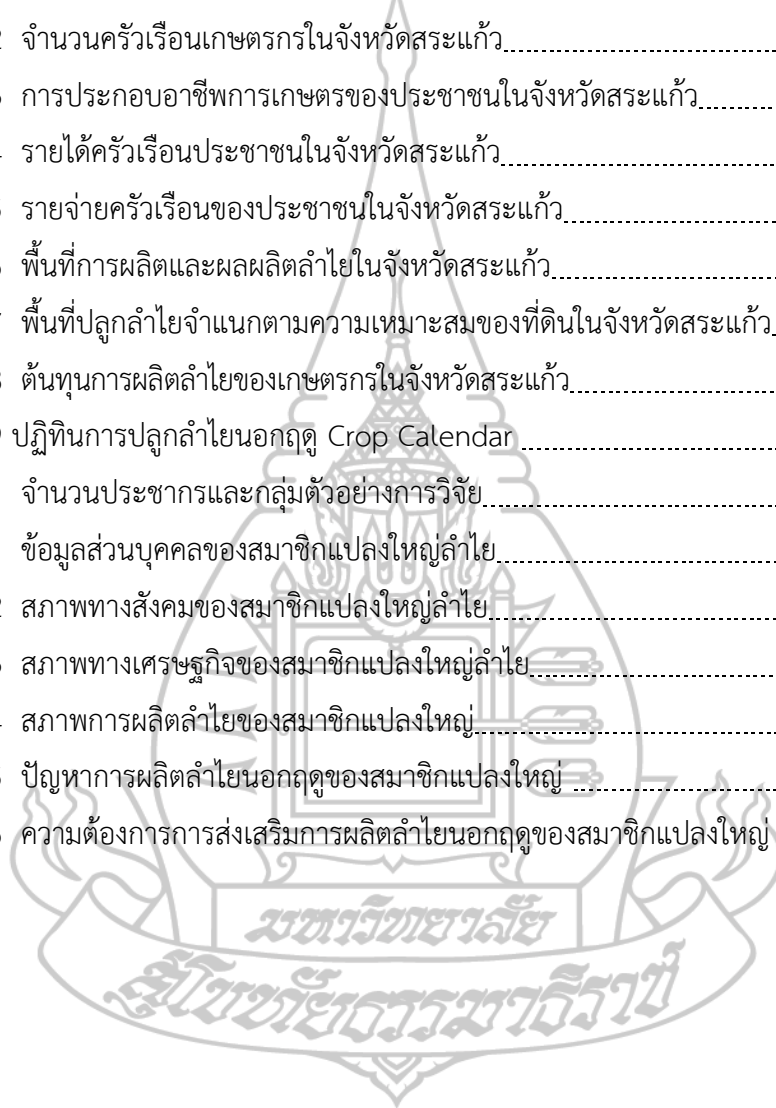 จำนวนครัวเรือนเกษตรกรในจังหวัดสระแก้ว
การประกอบอาชีพการเกษตรของประชาชนในจังหวัดสระแก้ว
รายได้ครัวเรือนประชาชนในจังหวัดสระแก้ว
รายจ่ายครัวเรือนของประชาชนในจังหวัดสระแก้ว
พื้นที่การผลิตและผลผลิตลำไยในจังหวัดสระแก้ว
พื้นที่ปลูกลำไยจำแนกตามความเหมาะสมของที่ดินในจังหวัดสระแก้ว
ต้นทุนการผลิตลำไยของเกษตรกรในจังหวัดสระแก้ว
ปฏิทินการปลูกลำไยนอกฤดู Crop Calendar
จำนวนประชากรและกลุ่มตัวอย่างการวิจัย
ข้อมูลส่วนบุคคลของสมาชิกแปลงใหญ่ลำไย
สภาพทางสังคมของสมาชิกแปลงใหญ่ลำไย
สภาพทางเศรษฐกิจของสมาชิกแปลงใหญ่ลำไย
สภาพการผลิตลำไยของสมาชิกแปลงใหญ่
ปัญหาการผลิตลำไยนอกฤดูของสมาชิกแปลงใหญ่
ความต้องการการส่งเสริมการผลิตลำไยนอกฤดูของสมาชิกแปลงใหญ่
มหาวิทยาลัย
สุโขทัยธรรมาธิราช